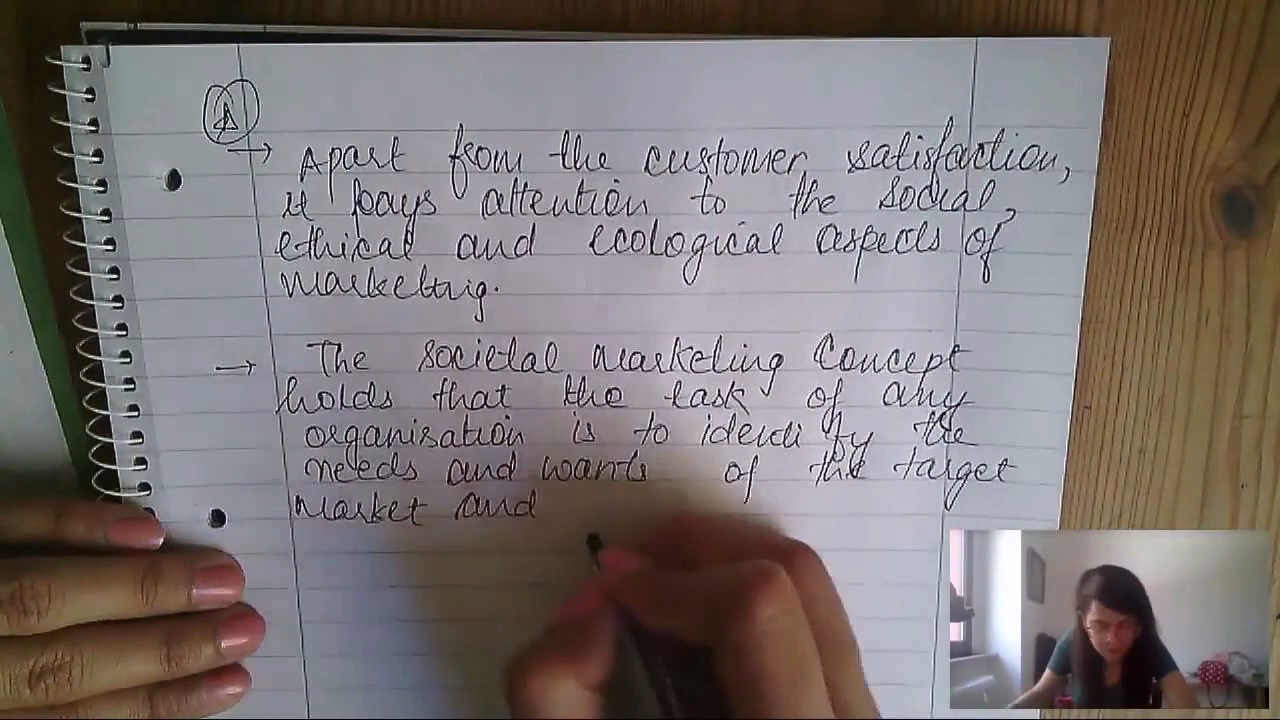 A
→ Apart from the customer satisfaction,
it pays attention to the social,
ethical and ecological aspects of
marketing.
→ The societal marketing Concept
holds that the task of any
organisation is to identify the
needs and wants of the target
market and